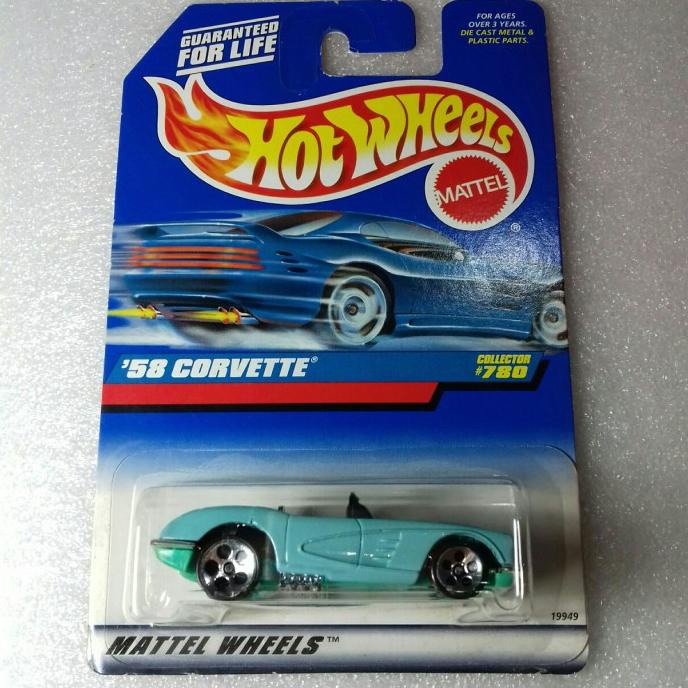 GUARANTEED
FOR LIFE
FOR AGES
OVER 3 YEARS.
DIE CAST METAL &
PLASTIC PARTS.
HOT WHEELS
MATTEL
®
'58 CORVETTE®
COLLECTOR
#780
19949
MATTEL WHEELS™